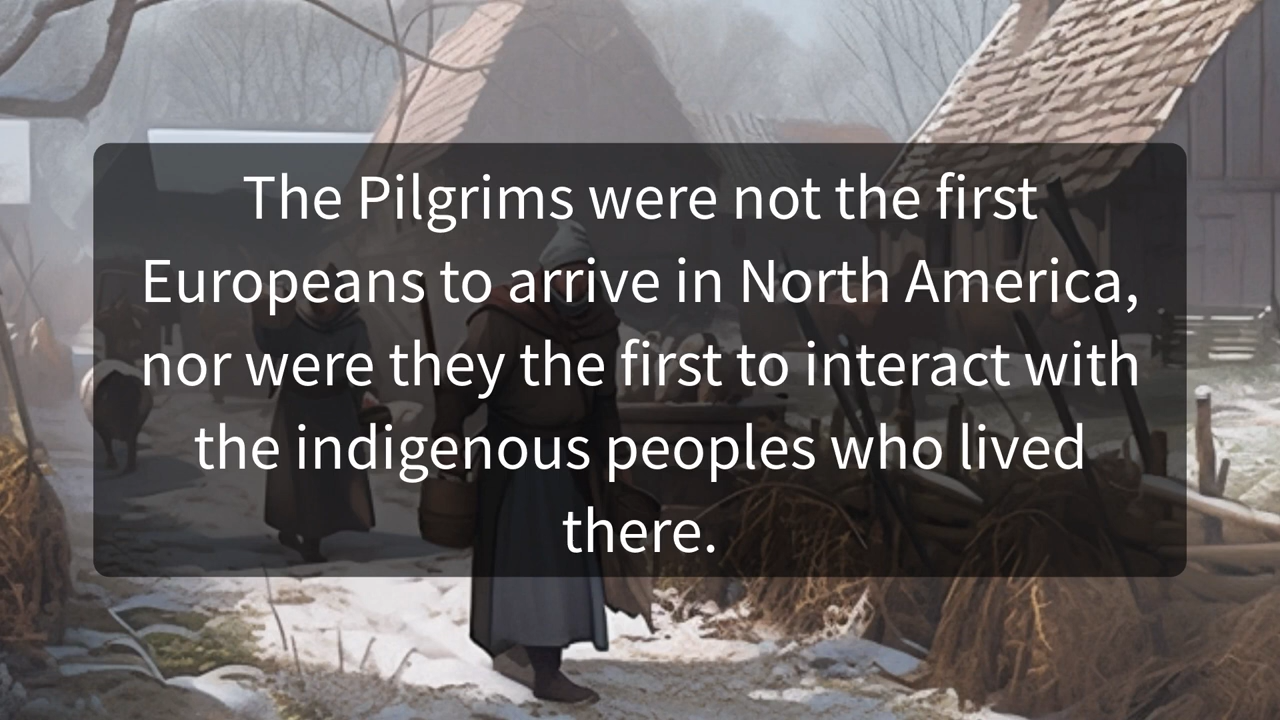 The Pilgrims were not the first
Europeans to arrive in North America,
nor were they the first to interact with
the indigenous peoples who lived
there.